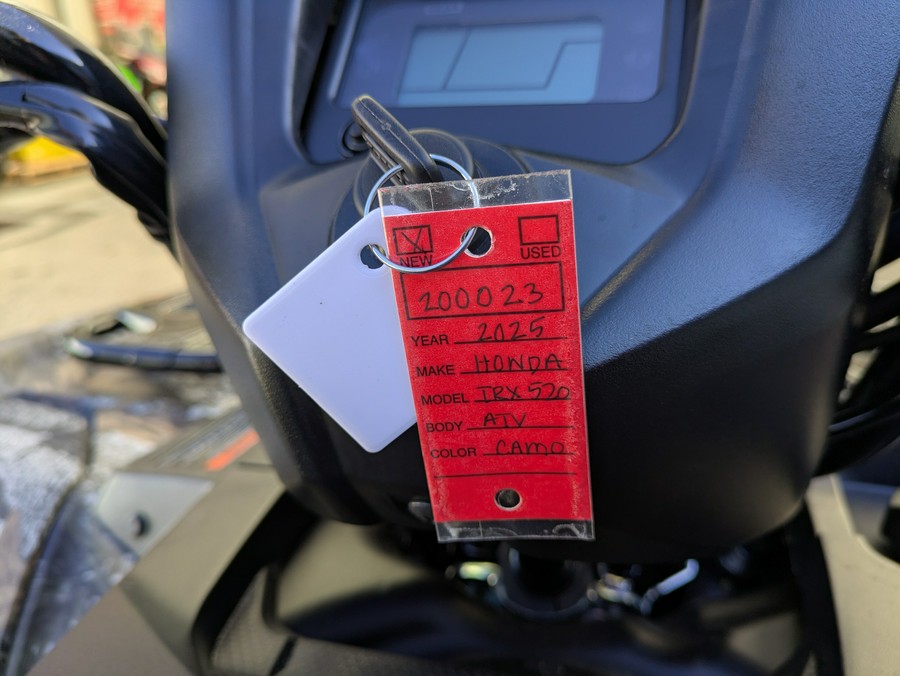 NEW USED
200023
YEAR 2025
MAKE HONDA
MODEL TRX 520
BODY ATV
COLOR CAMO